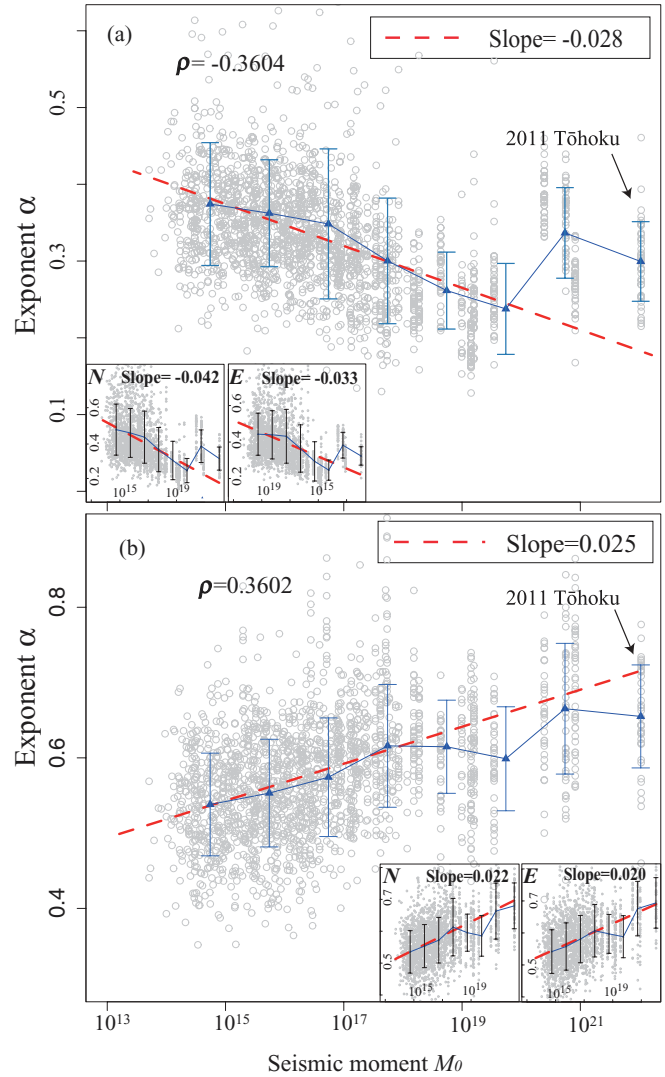 (a)
Slope= -0.028
ρ= -0.3604
2011 Tōhoku
Exponent α
0.5
0.3
0.1
N
Slope= -0.042
0.6
0.4
0.2
10^15
10^19
E
Slope= -0.033
0.6
0.4
0.2
10^19
10^15
(b)
Slope=0.025
ρ=0.3602
2011 Tōhoku
Exponent α
0.8
0.6
0.4
N
Slope=0.022
0.7
0.5
10^15
10^19
E
Slope=0.020
0.7
0.5
10^15
10^19
10^13
10^15
10^17
10^19
10^21
Seismic moment M0